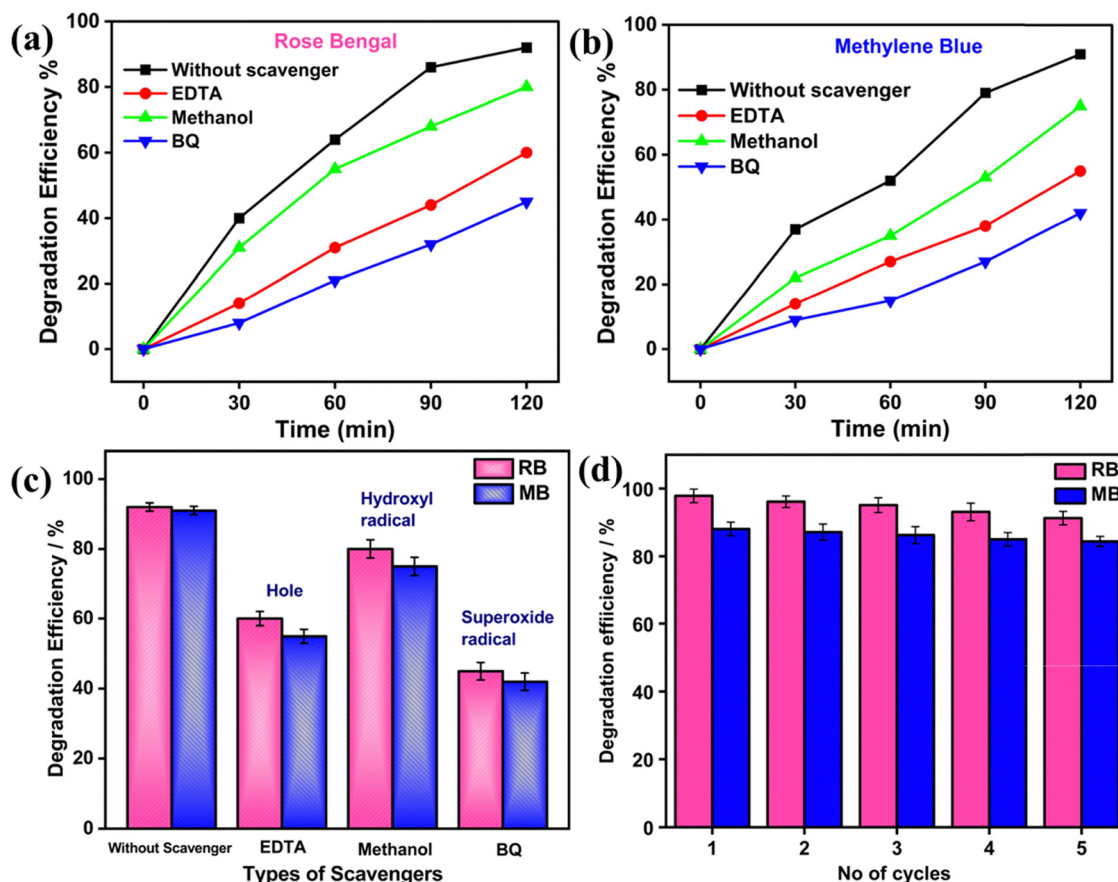 (a)
Rose Bengal
Without scavenger
EDTA
Methanol
BQ
Degradation Efficiency %
100
80
60
40
20
0
0 30 60 90 120
Time (min)
(b)
Methylene Blue
Without scavenger
EDTA
Methanol
BQ
Degradation Efficiency %
100
80
60
40
20
0
0 30 60 90 120
Time (min)
(c)
RB
MB
Hydroxyl
radical
Hole
Superoxide
radical
Degradation Efficiency / %
100
80
60
40
20
0
Without Scavenger EDTA Methanol BQ
Types of Scavengers
(d)
RB
MB
Degradation effiiciency / %
100
80
60
40
20
0
1 2 3 4 5
No of cycles